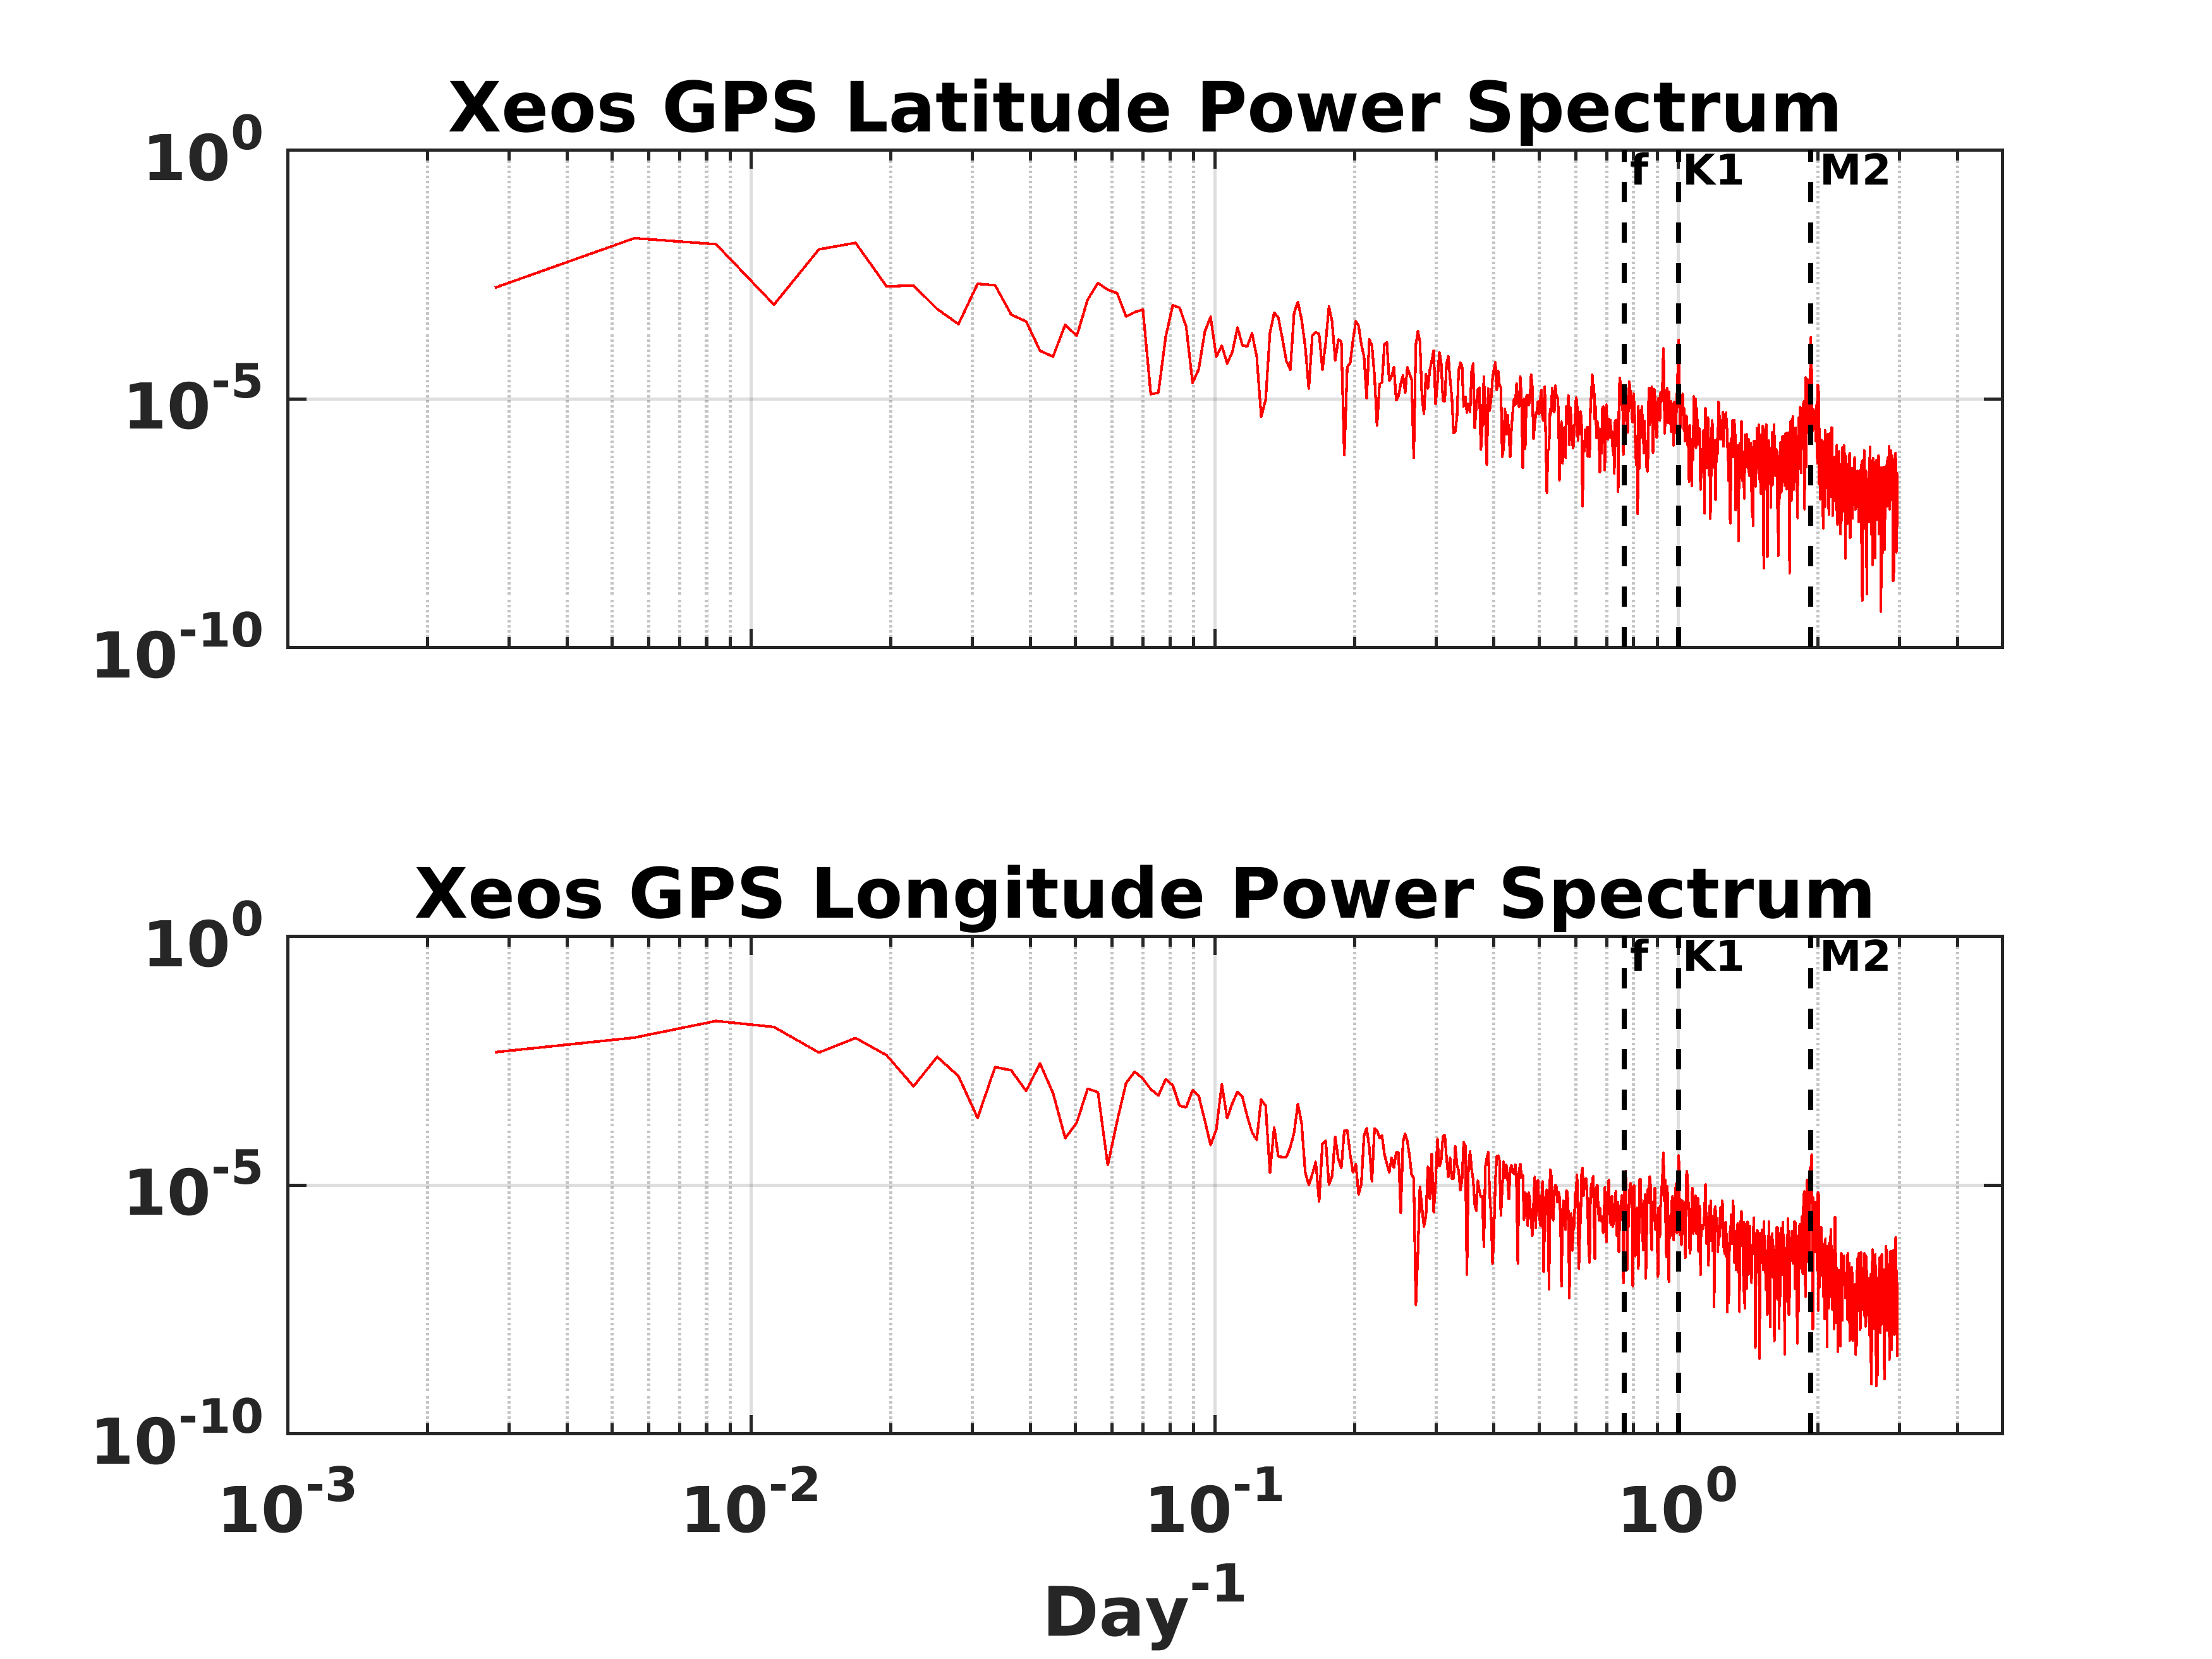 Xeos GPS Latitude Power Spectrum
10^0
f K1 M2
10^-5
10^-10
Xeos GPS Longitude Power Spectrum
10^0
f K1 M2
10^-5
10^-10
10^-3 10^-2 10^-1 10^0
Day^-1